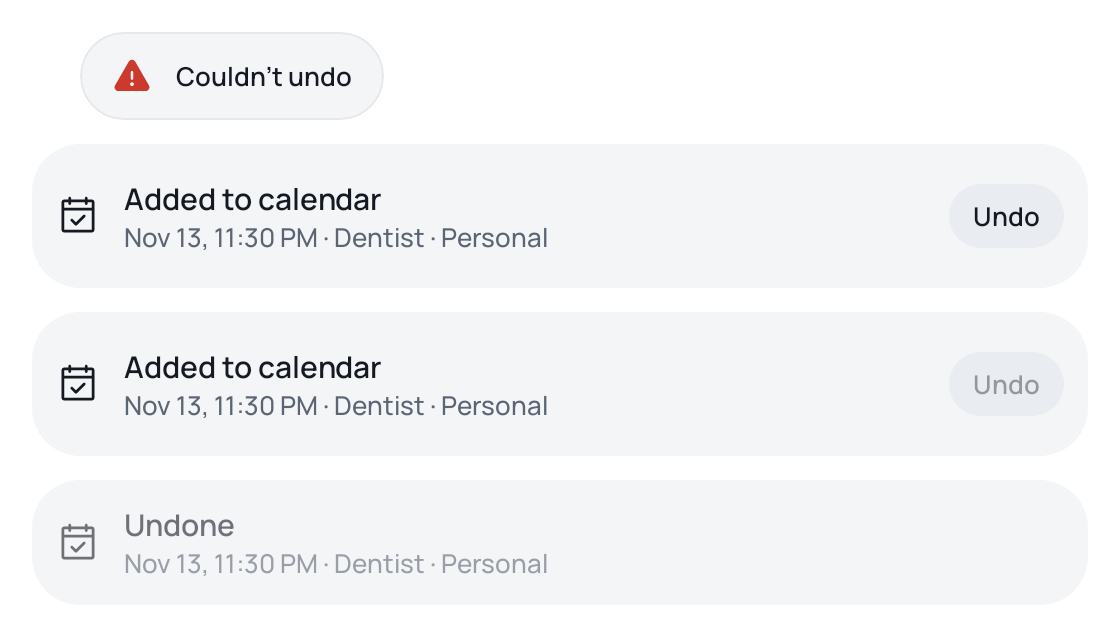 Couldn’t undo
Added to calendar
Nov 13, 11:30 PM · Dentist · Personal
Undo
Added to calendar
Nov 13, 11:30 PM · Dentist · Personal
Undo
Undone
Nov 13, 11:30 PM · Dentist · Personal